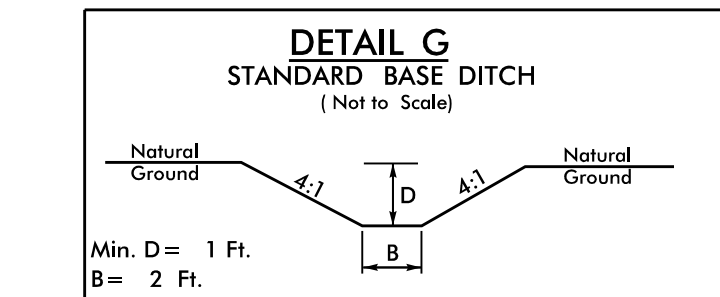 DETAIL G
STANDARD BASE DITCH
( Not to Scale)
Natural
Ground
4:1
D
4:1
Natural
Ground
Min. D= 1 Ft.
B
B= 2 Ft.